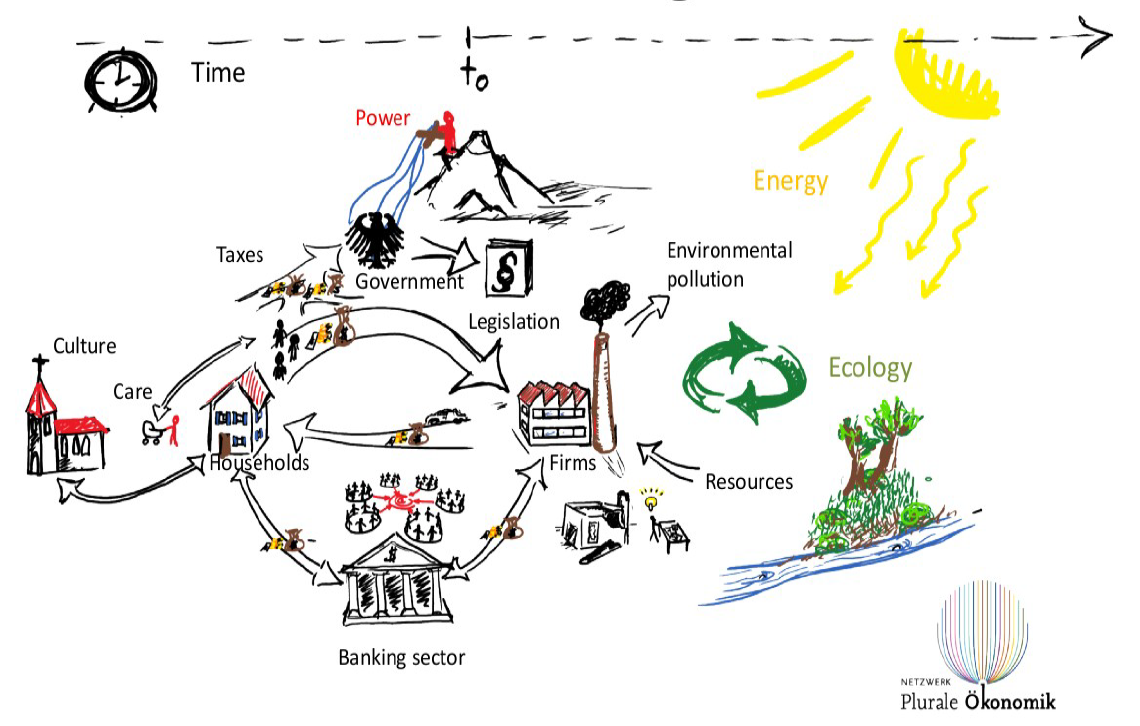 Time
t₀
Power
Energy
Taxes
Government
§
Environmental
pollution
Legislation
Culture
Care
Ecology
Households
Firms
Resources
$
Banking sector
NETZWERK
Plurale Ökonomik